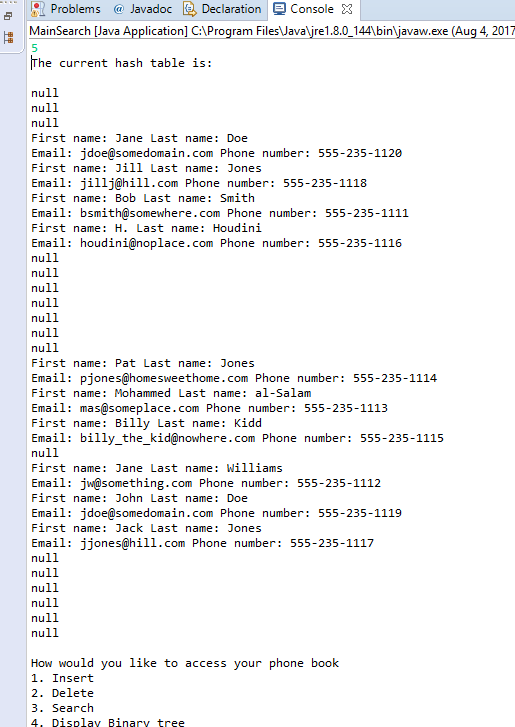 Problems @ Javadoc Declaration Console
MainSearch [Java Application] C:\Program Files\Java\jre1.8.0_144\bin\javaw.exe (Aug 4, 2017
5
The current hash table is:
null
null
null
First name: Jane Last name: Doe
Email: jdoe@somedomain.com Phone number: 555-235-1120
First name: Jill Last name: Jones
Email: jillj@hill.com Phone number: 555-235-1118
First name: Bob Last name: Smith
Email: bsmith@somewhere.com Phone number: 555-235-1111
First name: H. Last name: Houdini
Email: houdini@noplace.com Phone number: 555-235-1116
null
null
null
null
null
null
null
First name: Pat Last name: Jones
Email: pjones@homesweethome.com Phone number: 555-235-1114
First name: Mohammed Last name: al-Salam
Email: mas@someplace.com Phone number: 555-235-1113
First name: Billy Last name: Kidd
Email: billy_the_kid@nowhere.com Phone number: 555-235-1115
null
First name: Jane Last name: Williams
Email: jw@something.com Phone number: 555-235-1112
First name: John Last name: Doe
Email: jdoe@somedomain.com Phone number: 555-235-1119
First name: Jack Last name: Jones
Email: jjones@hill.com Phone number: 555-235-1117
null
null
null
null
null
null
How would you like to access your phone book
1. Insert
2. Delete
3. Search
4. Display Binary tree